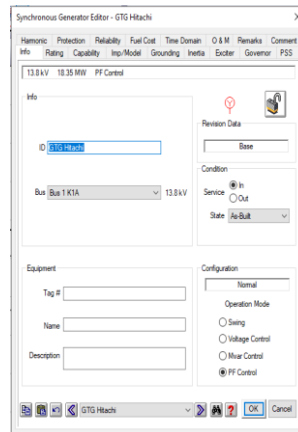 Synchronous Generator Editor - GTG Hitachi
Harmonic Protection Reliability Fuel Cost Time Domain O & M Remarks Comment
Info Rating Capability Imp/Model Grounding Inertia Exciter Governor PSS
13.8 kV 18.35 MW PF Control
Info
Revision Data
Base
ID GTG Hitachi
Condition
Service In
Out
Bus Bus 1 K1A 13.8 kV
State As-Built
Equipment
Configuration
Normal
Tag #
Operation Mode
Swing
Name
Voltage Control
Mvar Control
Description
PF Control
GTG Hitachi ? OK Cancel